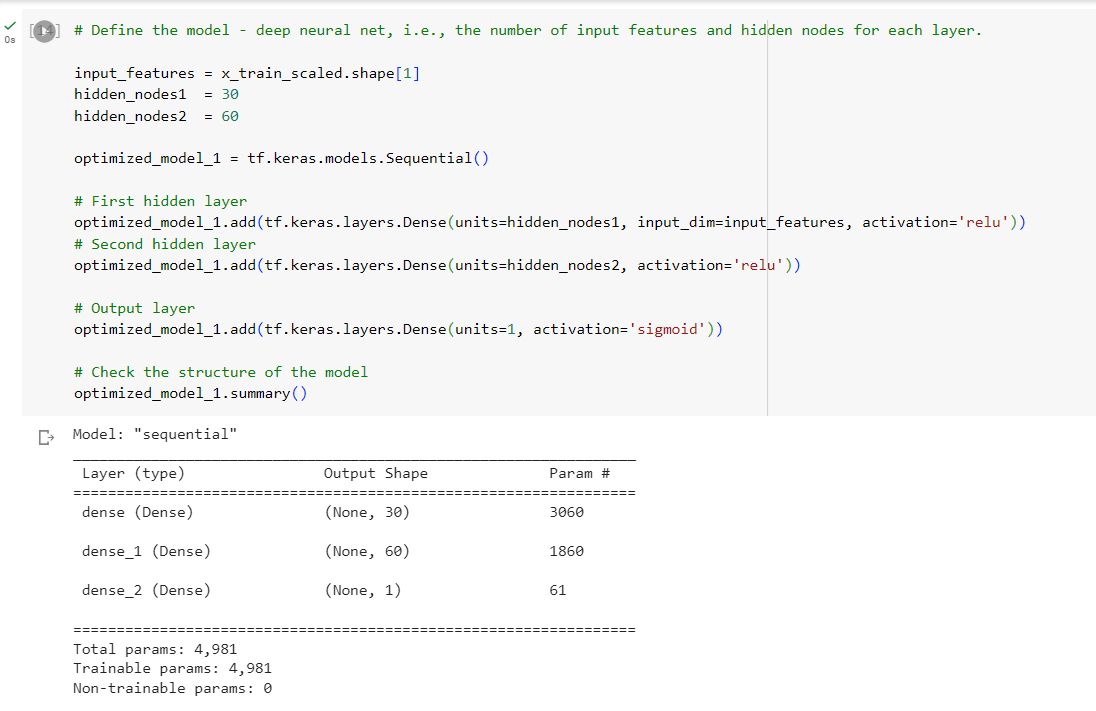 [14] # Define the model - deep neural net, i.e., the number of input features and hidden nodes for each layer.
0s
input_features = x_train_scaled.shape[1]
hidden_nodes1  = 30
hidden_nodes2  = 60
optimized_model_1 = tf.keras.models.Sequential()
# First hidden layer
optimized_model_1.add(tf.keras.layers.Dense(units=hidden_nodes1, input_dim=input_features, activation='relu'))
# Second hidden layer
optimized_model_1.add(tf.keras.layers.Dense(units=hidden_nodes2, activation='relu'))
# Output layer
optimized_model_1.add(tf.keras.layers.Dense(units=1, activation='sigmoid'))
# Check the structure of the model
optimized_model_1.summary()
Model: "sequential"
_________________________________________________________________
Layer (type)                Output Shape              Param #
=================================================================
dense (Dense)               (None, 30)                3060
dense_1 (Dense)             (None, 60)                1860
dense_2 (Dense)             (None, 1)                 61
=================================================================
Total params: 4,981
Trainable params: 4,981
Non-trainable params: 0